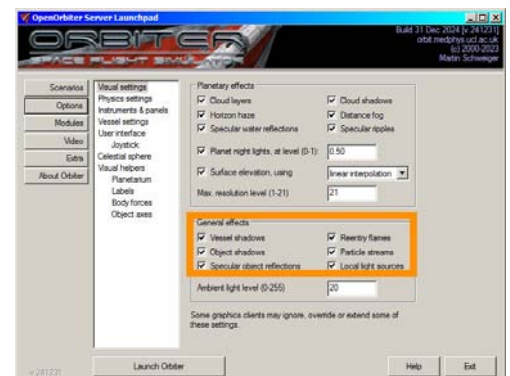 OpenOrbiter Server Launchpad
Build 31 Dec 2024 [v.241231]
orbit.medphys.ucl.ac.uk
(c) 2000-2023
Martin Schweiger
ORBITER
SPACE FLIGHT SIMULATOR
Scenarios
Options
Modules
Video
Extra
About Orbiter
Visual settings
Physics settings
Instruments & panels
Vessel settings
User interface
Joystick
Celestial sphere
Visual helpers
Planetarium
Labels
Body forces
Object axes
Planetary effects
Cloud layers
Cloud shadows
Horizon haze
Distance fog
Specular water reflections
Specular ripples
Planet night lights, at level (0-1):
0.50
Surface elevation, using
linear interpolation
Max. resolution level (1-21)
21
General effects
Vessel shadows
Reentry flames
Object shadows
Particle streams
Specular object reflections
Local light sources
Ambient light level (0-255)
20
Some graphics clients may ignore, override or extend some of
these settings.
v.241231
Launch Orbiter
Help
Exit